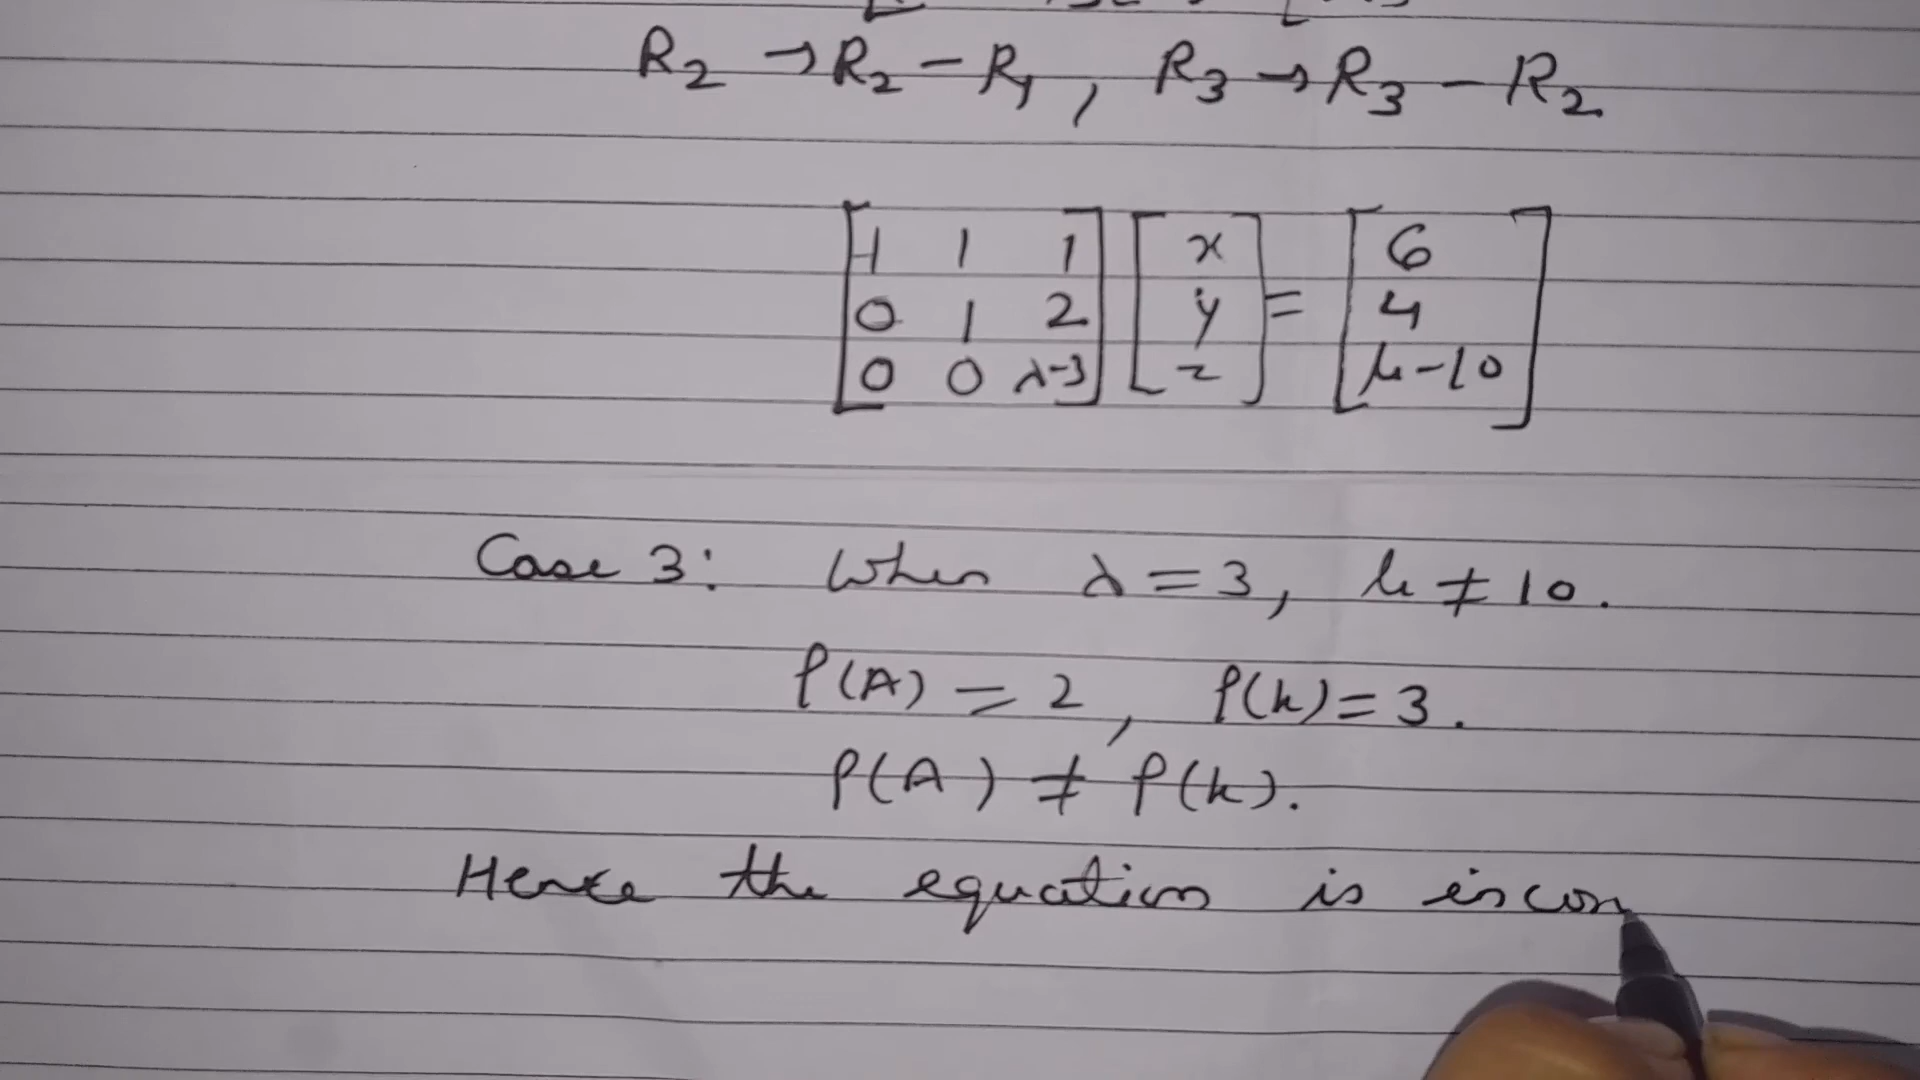 R₂ → R₂ - R₁, R₃ → R₃ - R₂
[1 1 1] [x] = [6]
[0 1 2] [y] [4]
[0 0 λ-3] [z] [μ-10]
Case 3: When λ = 3, μ ≠ 10.
ρ(A) = 2, ρ(k) = 3.
ρ(A) ≠ ρ(k).
Hence the equation is incon